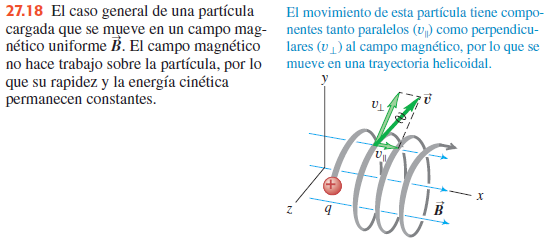 27.18 El caso general de una partícula
cargada que se mueve en un campo mag-
nético uniforme B⃗. El campo magnético
no hace trabajo sobre la partícula, por lo
que su rapidez y la energía cinética
permanecen constantes.
El movimiento de esta partícula tiene compo-
nentes tanto paralelos (v∥) como perpendicu-
lares (v⊥) al campo magnético, por lo que se
mueve en una trayectoria helicoidal.
y
v⊥
v⃗
ϕ
v∥
+
x
z
q
B⃗